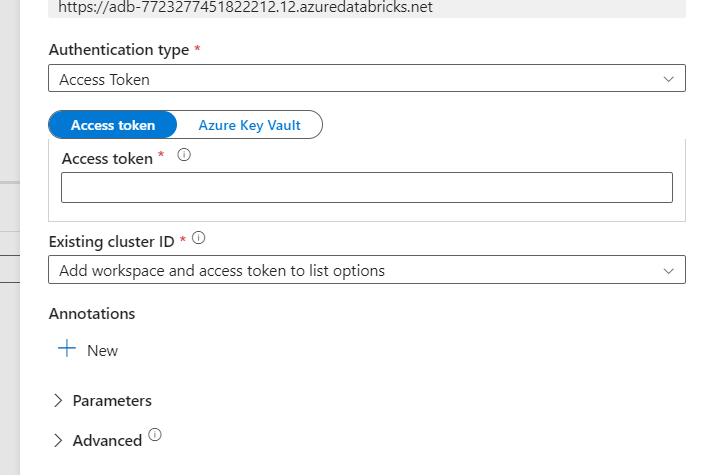 https://adb-7723277451822212.12.azuredatabricks.net
Authentication type *
Access Token
Access token
Azure Key Vault
Access token *
Existing cluster ID *
Add workspace and access token to list options
Annotations
New
Parameters
Advanced